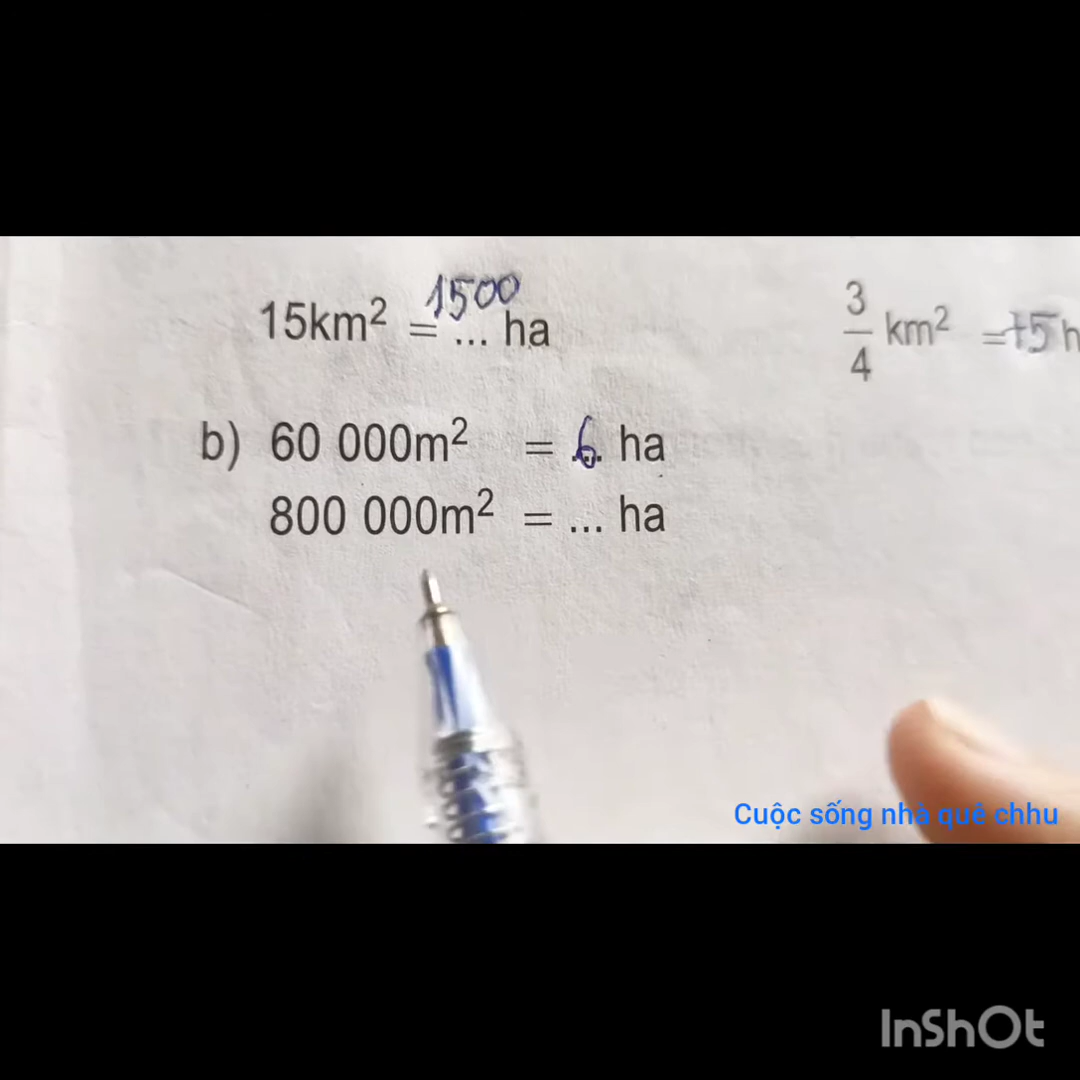 15km² = 1500 ... ha
3/4 km² = 75 h
b) 60 000m² = 6 ha
800 000m² = ... ha
Cuộc sống nhà quê chhu
InShOt